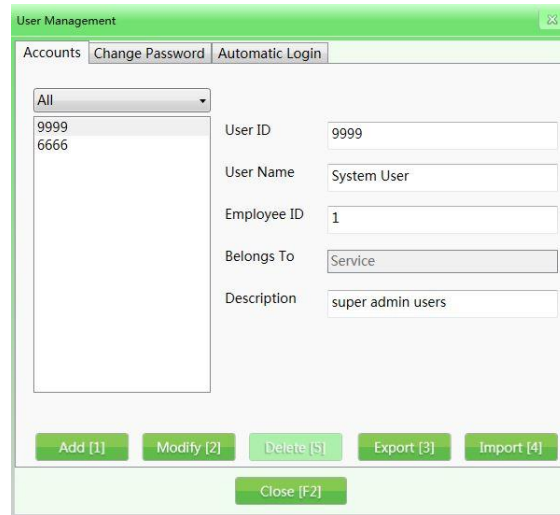 User Management
Accounts Change Password Automatic Login
All
9999
6666
User ID 9999
User Name System User
Employee ID 1
Belongs To Service
Description super admin users
Add [1] Modify [2] Delete [5] Export [3] Import [4]
Close [F2]